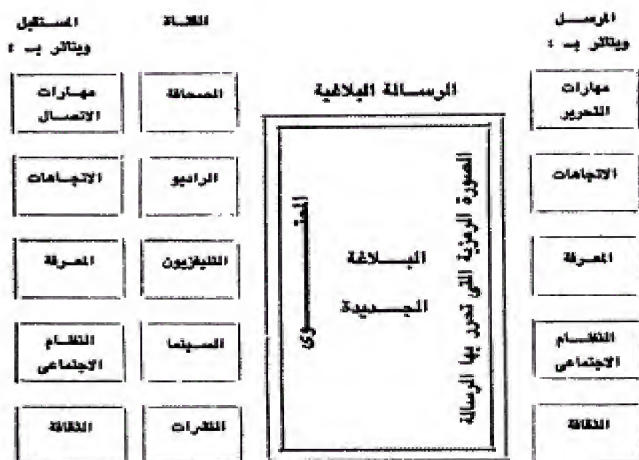 المرسل
ويتأثر بـ :
مهارات
التحرير
الاتجاهات
المعرفة
النظام
الاجتماعى
الثقافة
الرسالة البلاغية
الصورة الرمزية التى تحرر بها الرسالة
البلاغة
الجديدة
المحتوى
القناة
الصحافة
الراديو
التليفزيون
السينما
النشرات
المستقبل
ويتأثر بـ :
مهارات
الاتصال
الاتجاهات
المعرفة
النظام
الاجتماعى
الثقافة